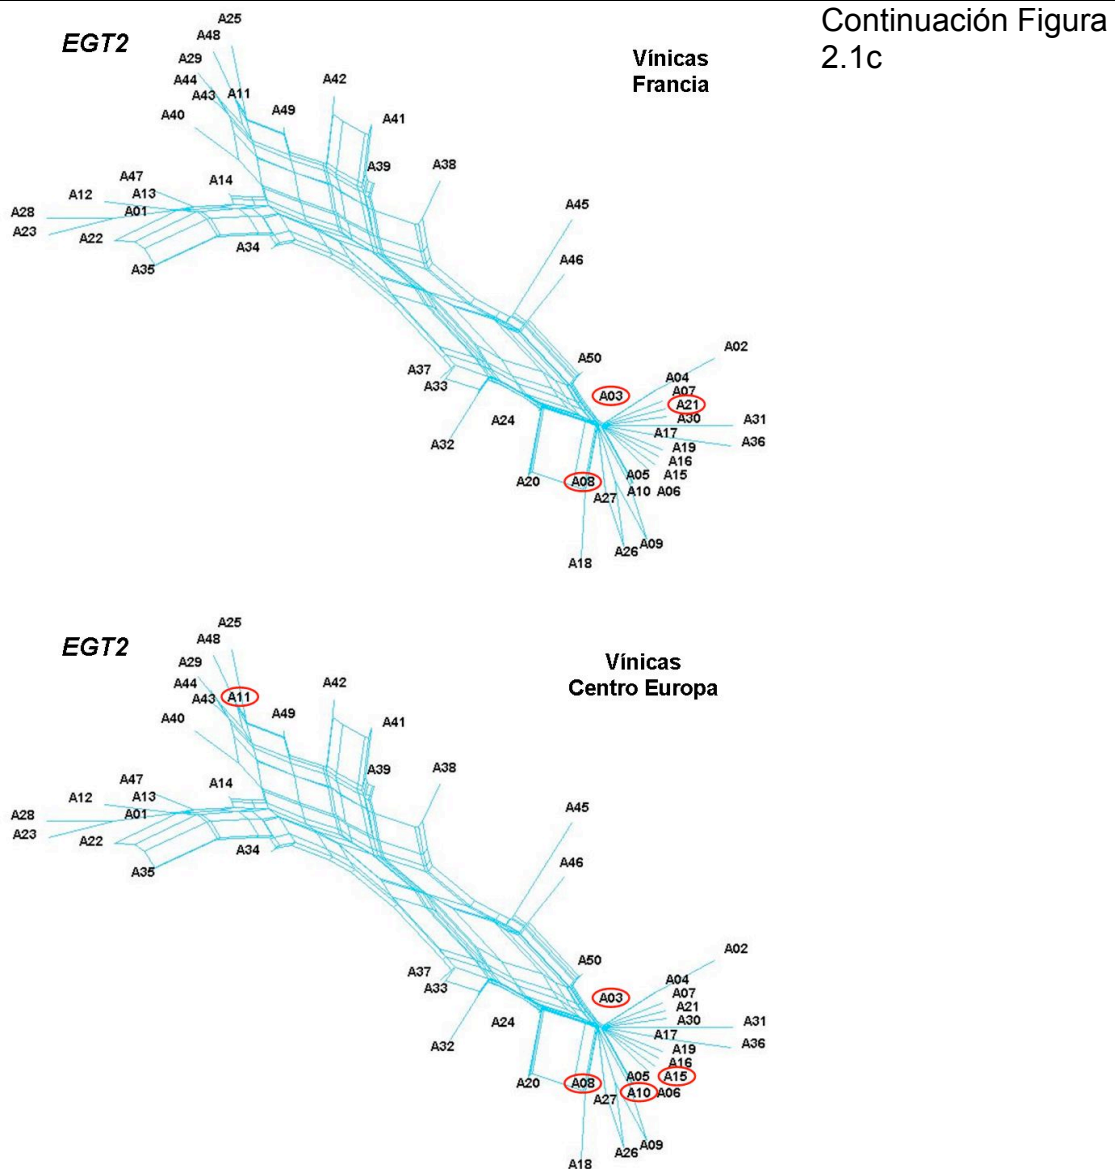 Continuación Figura
2.1c
EGT2
Vínicas
Francia
A25
A48
A29
A44
A43 A11
A40
A49
A42
A41
A39
A38
A47
A12 A13
A14
A28 A01
A23
A22
A34
A35
A45
A46
A50
A02
A37
A33
A03
A04
A07
A21
A30
A31
A24
A17
A36
A32
A19
A16
A20 A08
A05 A15
A27
A10 A06
A18
A26 A09
EGT2
Vínicas
Centro Europa
A25
A48
A29
A44
A43 A11
A40
A49
A42
A41
A39
A38
A47
A12 A13
A14
A28 A01
A23
A22
A34
A35
A45
A46
A50
A02
A37
A33
A03
A04
A07
A21
A30
A31
A24
A17
A36
A32
A19
A16
A20 A08
A05 A15
A27
A10 A06
A18
A26 A09